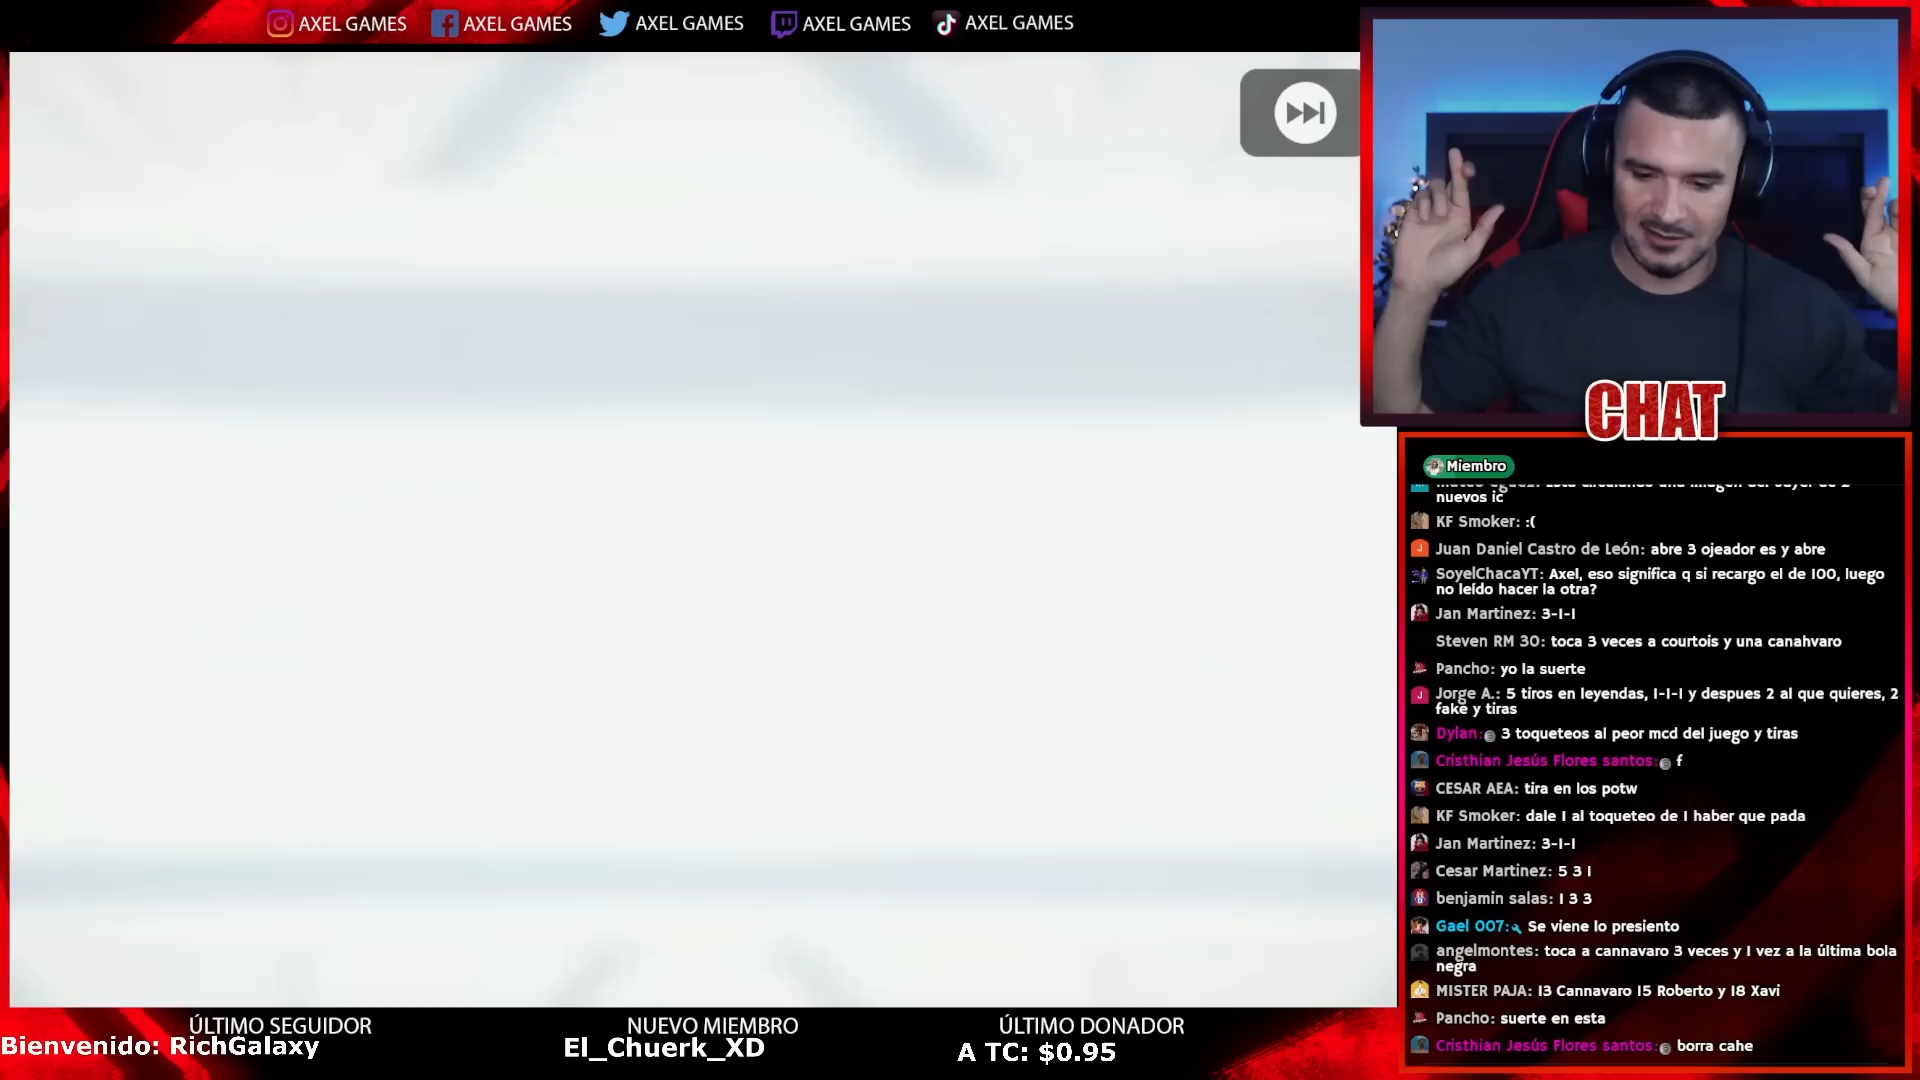 AXEL GAMES AXEL GAMES AXEL GAMES AXEL GAMES AXEL GAMES
CHAT
Miembro
nuevos ic
KF Smoker: :(
Juan Daniel Castro de León: abre 3 ojeador es y abre
SoyelChacaYT: Axel, eso significa q si recargo el de 100, luego
no leído hacer la otra?
Jan Martinez: 3-1-1
Steven RM 30: toca 3 veces a courtois y una canahvaro
Pancho: yo la suerte
Jorge A.: 5 tiros en leyendas, 1-1-1 y despues 2 al que quieres, 2
fake y tiras
Dylan: 3 toqueteos al peor mcd del juego y tiras
Cristhian Jesús Flores santos: f
CESAR AEA: tira en los potw
KF Smoker: dale 1 al toqueteo de 1 haber que pada
Jan Martinez: 3-1-1
Cesar Martinez: 5 3 1
benjamin salas: 1 3 3
Gael 007: Se viene lo presiento
angelmontes: toca a cannavaro 3 veces y 1 vez a la última bola
negra
MISTER PAJA: 13 Cannavaro 15 Roberto y 18 Xavi
Pancho: suerte en esta
Cristhian Jesús Flores santos: borra cahe
ÚLTIMO SEGUIDOR
Bienvenido: RichGalaxy
NUEVO MIEMBRO
El_Chuerk_XD
ÚLTIMO DONADOR
A TC: $0.95